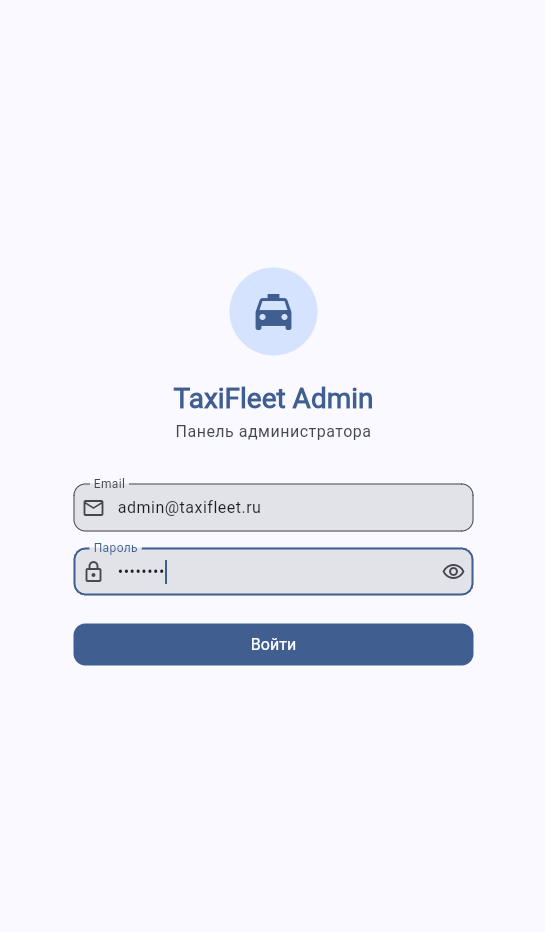 TaxiFleet Admin
Панель администратора
Email
admin@taxifleet.ru
Пароль
••••••••
Войти